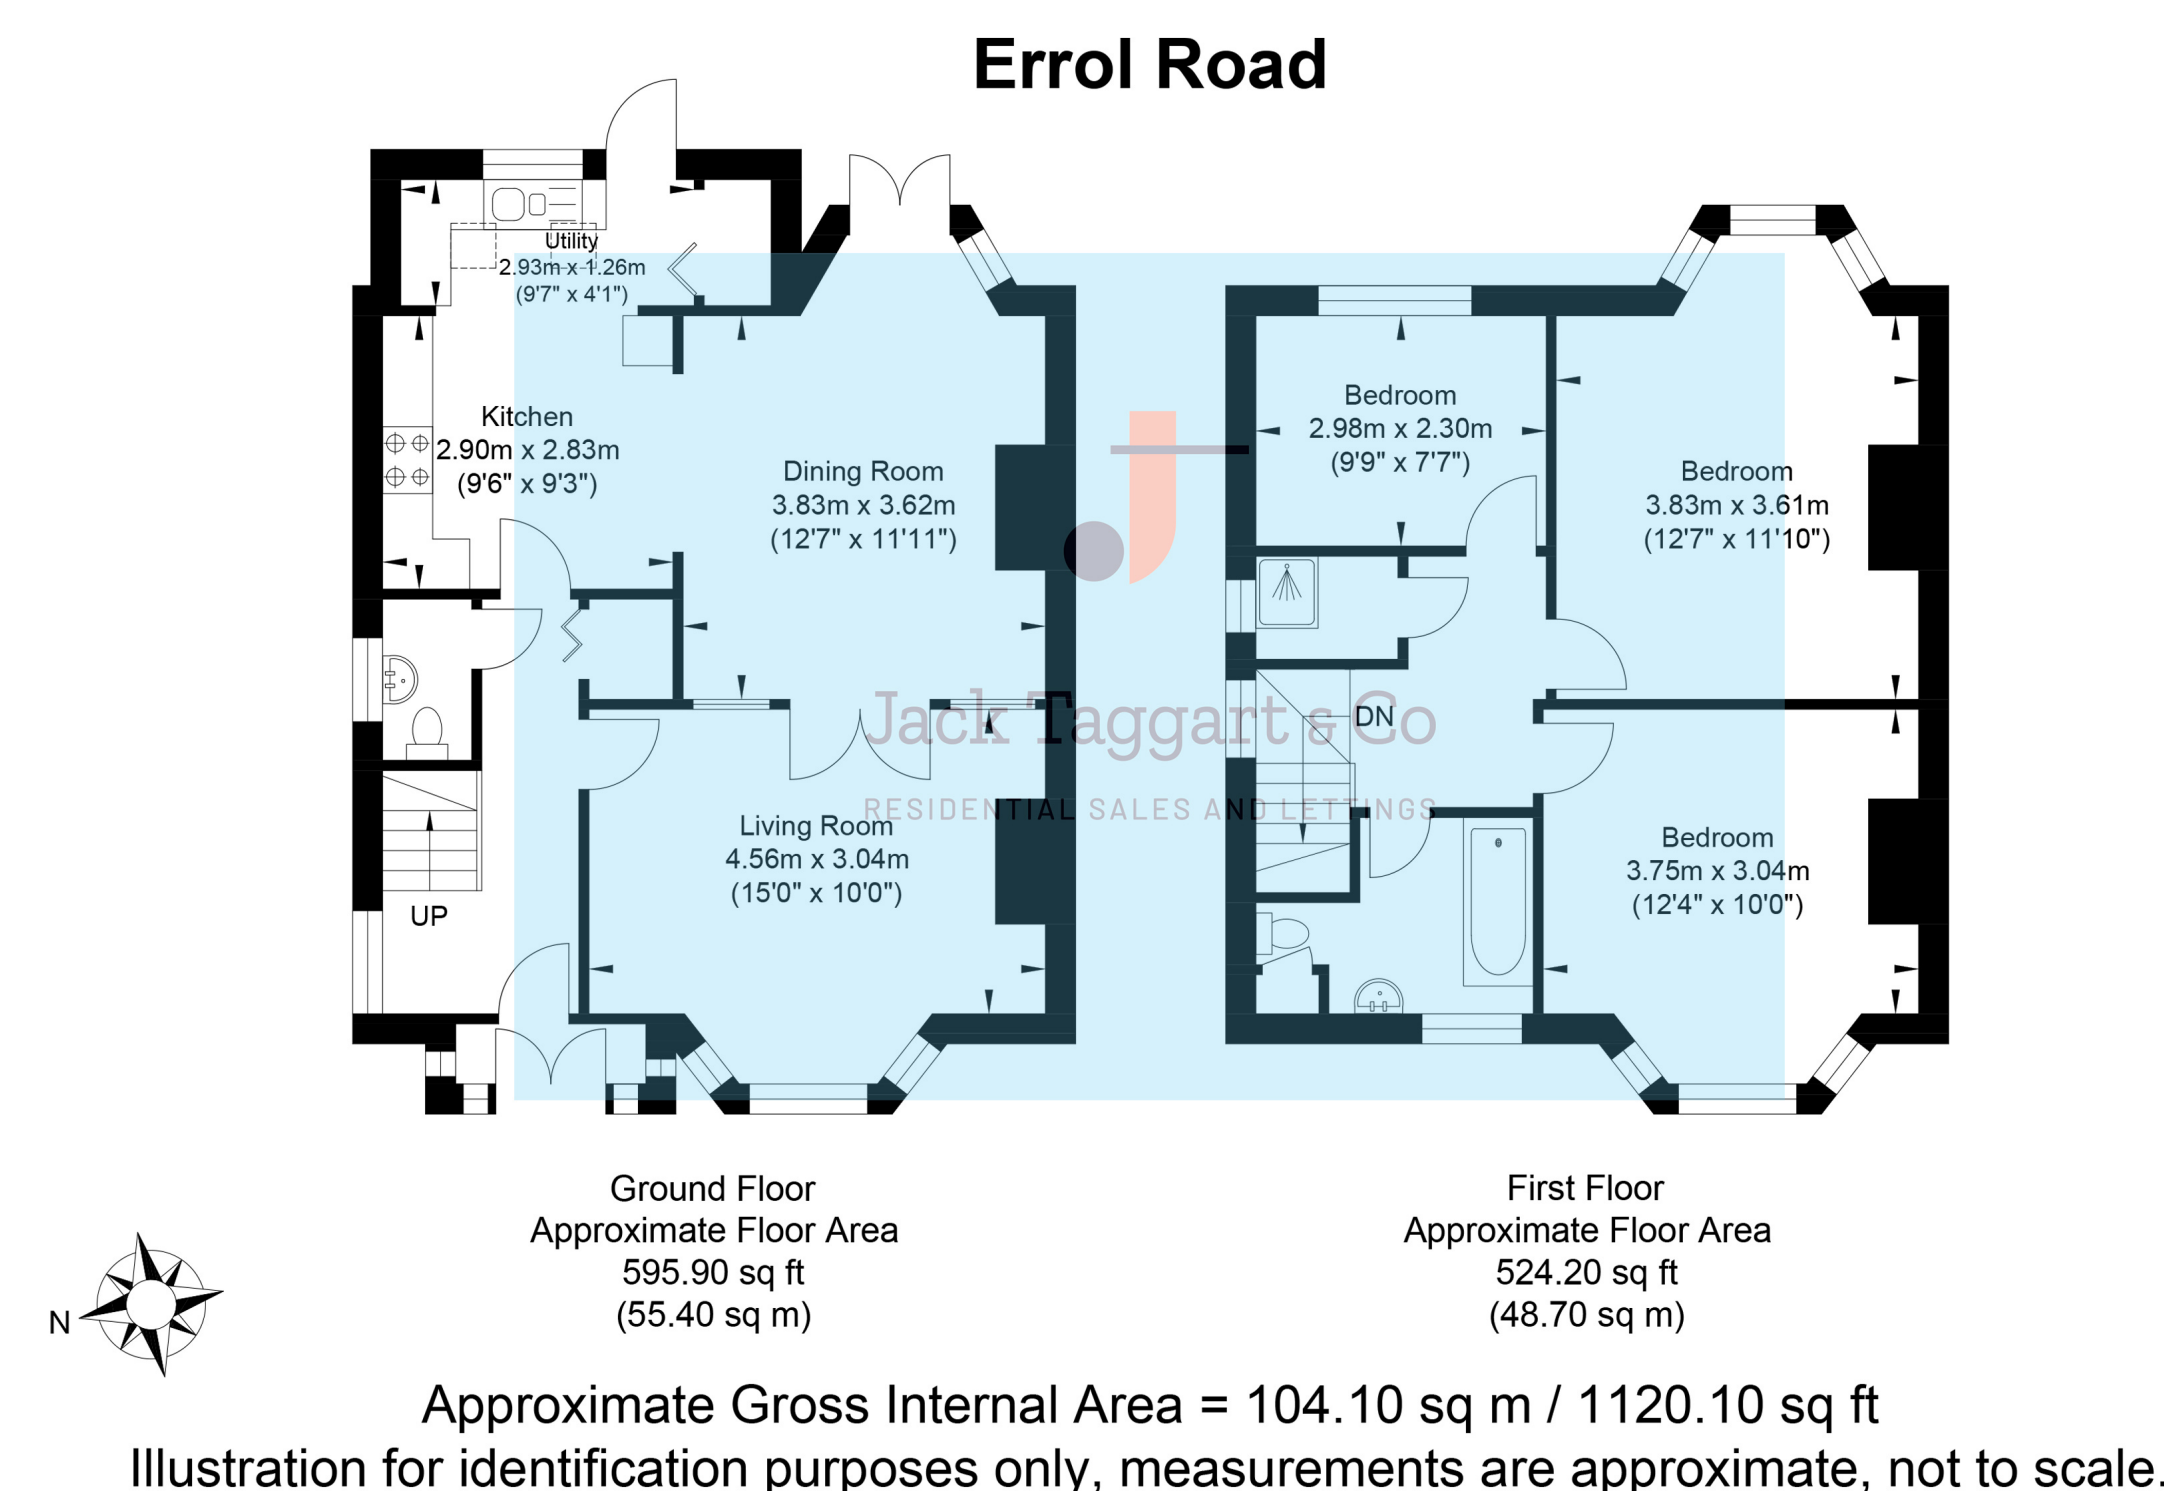 Errol Road
Utility
2.93m x 1.26m
(9'7" x 4'1")
Kitchen
2.90m x 2.83m
(9'6" x 9'3")
Dining Room
3.83m x 3.62m
(12'7" x 11'11")
Living Room
4.56m x 3.04m
(15'0" x 10'0")
UP
Bedroom
2.98m x 2.30m
(9'9" x 7'7")
Bedroom
3.83m x 3.61m
(12'7" x 11'10")
DN
Bedroom
3.75m x 3.04m
(12'4" x 10'0")
Jack Taggart & Co
RESIDENTIAL SALES AND LETTINGS
Ground Floor
Approximate Floor Area
595.90 sq ft
(55.40 sq m)
First Floor
Approximate Floor Area
524.20 sq ft
(48.70 sq m)
N
Approximate Gross Internal Area = 104.10 sq m / 1120.10 sq ft
Illustration for identification purposes only, measurements are approximate, not to scale.